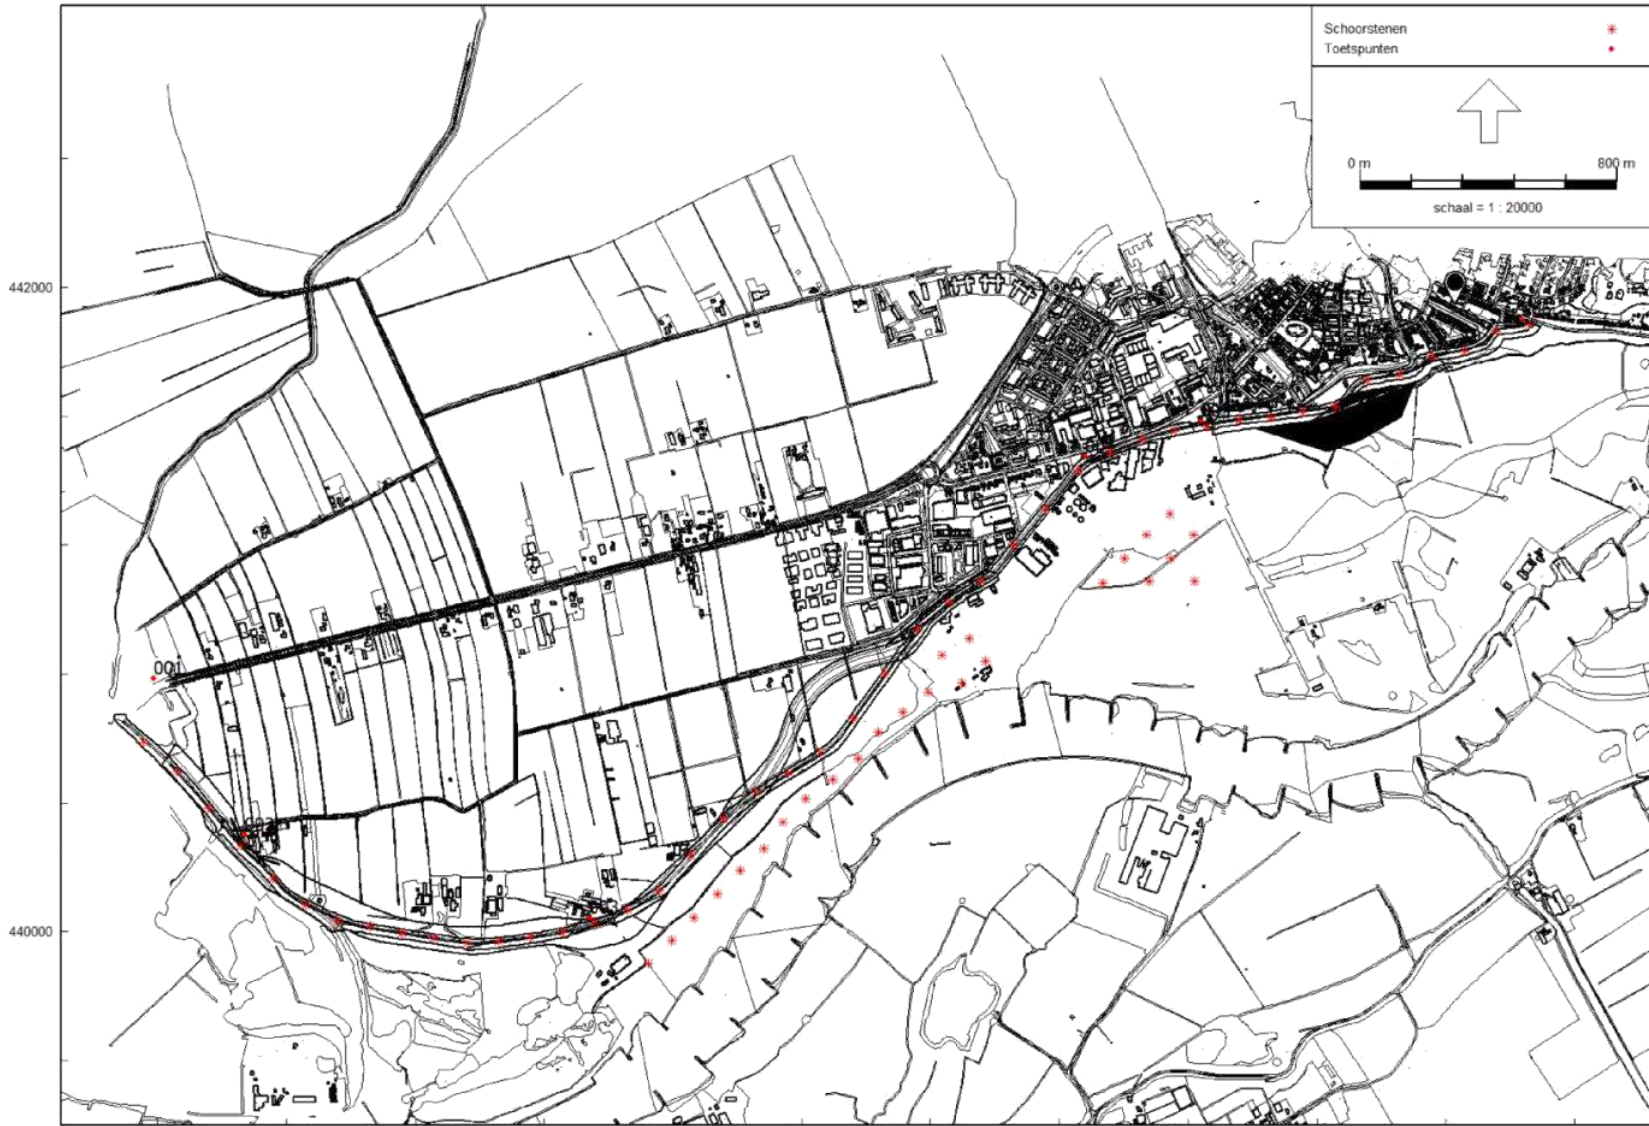 Schoorstenen
Toetspunten
0 m 800 m
schaal = 1 : 20000
442000
001
440000